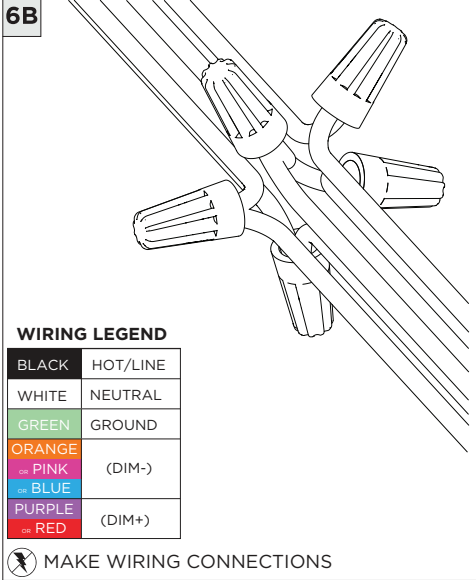 6B
WIRING LEGEND
BLACK HOT/LINE
WHITE NEUTRAL
GREEN GROUND
ORANGE
OR PINK (DIM-)
OR BLUE
PURPLE
OR RED (DIM+)
MAKE WIRING CONNECTIONS